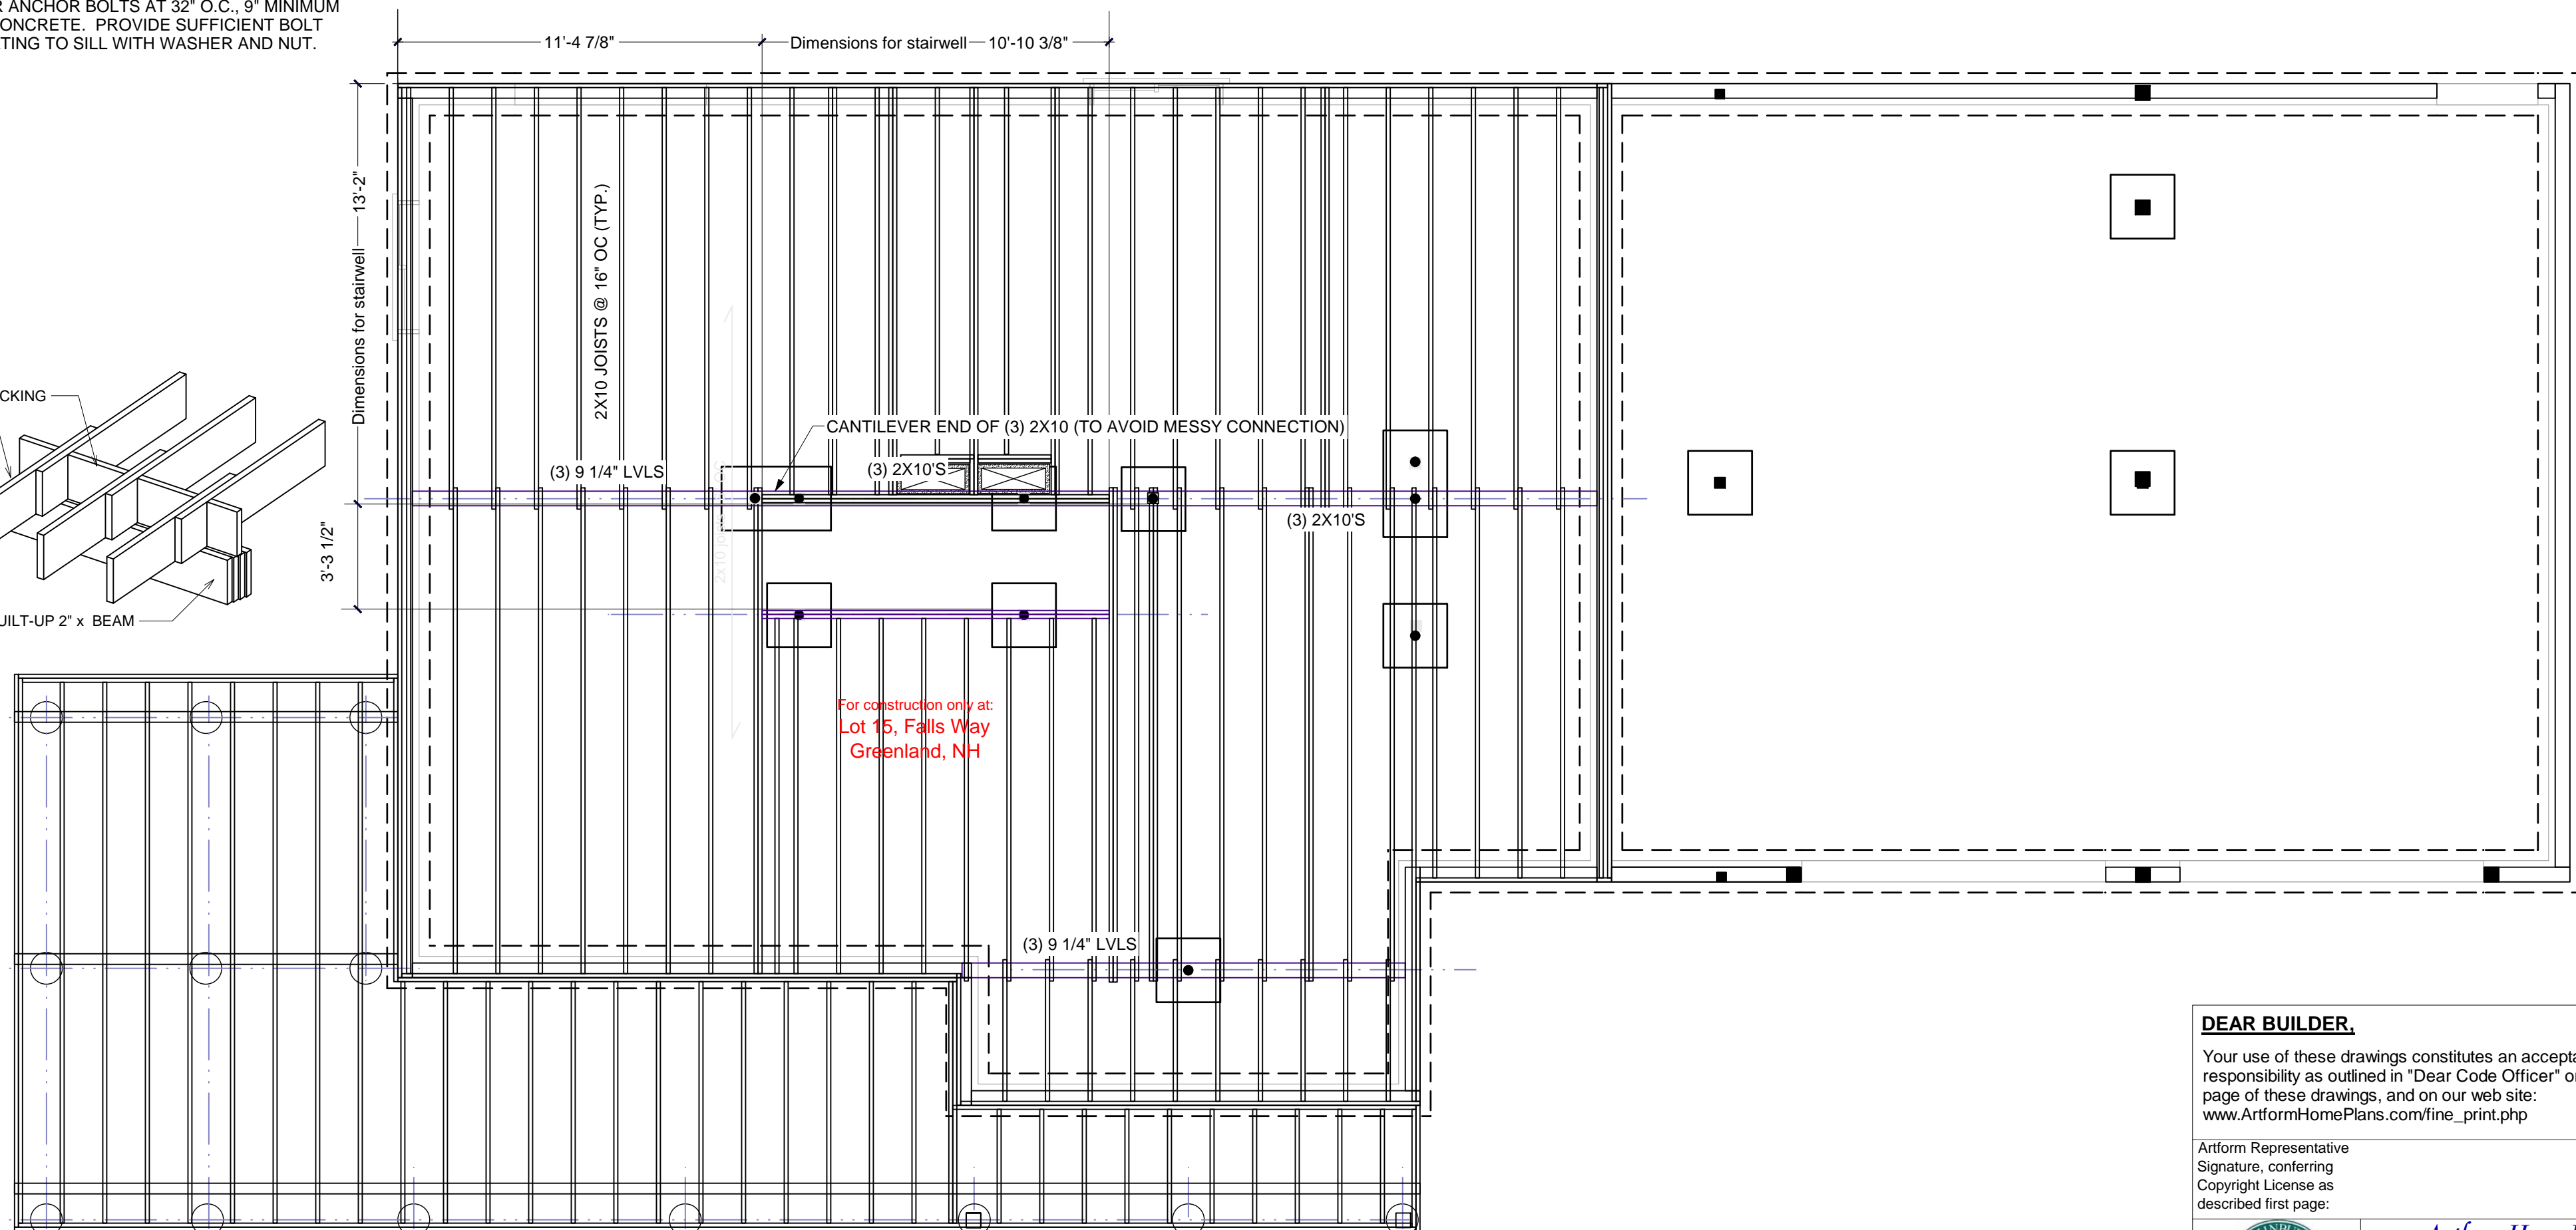 ANCHOR BOLTS AT 32" O.C., 9" MINIMUM
PROVIDE SUFFICIENT BOLT
TO SILL WITH WASHER AND NUT.
11'-4 7/8"
Dimensions for stairwell
10'-10 3/8"
13'-2"
Dimensions for stairwell
3'-3 1/2"
2X10 JOISTS @ 16" OC (TYP.)
CANTILEVER END OF (3) 2X10 (TO AVOID MESSY CONNECTION)
(3) 9 1/4" LVLS
(3) 2X10'S
(3) 2X10'S
2" x BEAM
For construction only at:
Lot 15, Falls Way
Greenland, NH
(3) 9 1/4" LVLS
DEAR BUILDER,
Your use of these drawings constitutes an
responsibility as outlined in "Dear Code Officer"
page of these drawings, and on our web site:
www.ArtformHomePlans.com/fine_print.php
Artform Representative
Signature, conferring
Copyright License as
described first page: